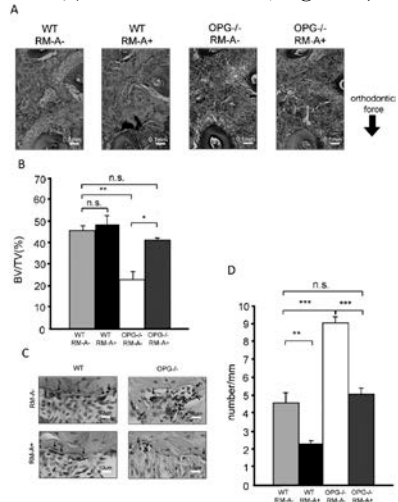 A
WT
RM-A-
WT
RM-A+
OPG-/-
RM-A-
OPG-/-
RM-A+
orthodontic
force
B
n.s.
**
n.s.
*
BV/TV(%)
70
60
50
40
30
20
10
0
WT
RM-A-
WT
RM-A+
OPG-/-
RM-A-
OPG-/-
RM-A+
C
WT
OPG-/-
RM-A-
RM-A+
D
n.s.
***
***
**
number/mm
10
9
8
7
6
5
4
3
2
1
0
WT
RM-A-
WT
RM-A+
OPG-/-
RM-A-
OPG-/-
RM-A+